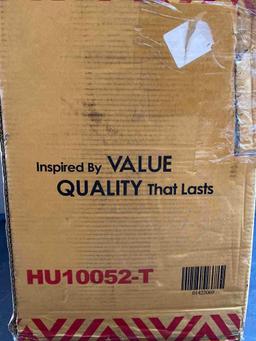 Inspired By VALUE
QUALITY That Lasts
HU10052-T